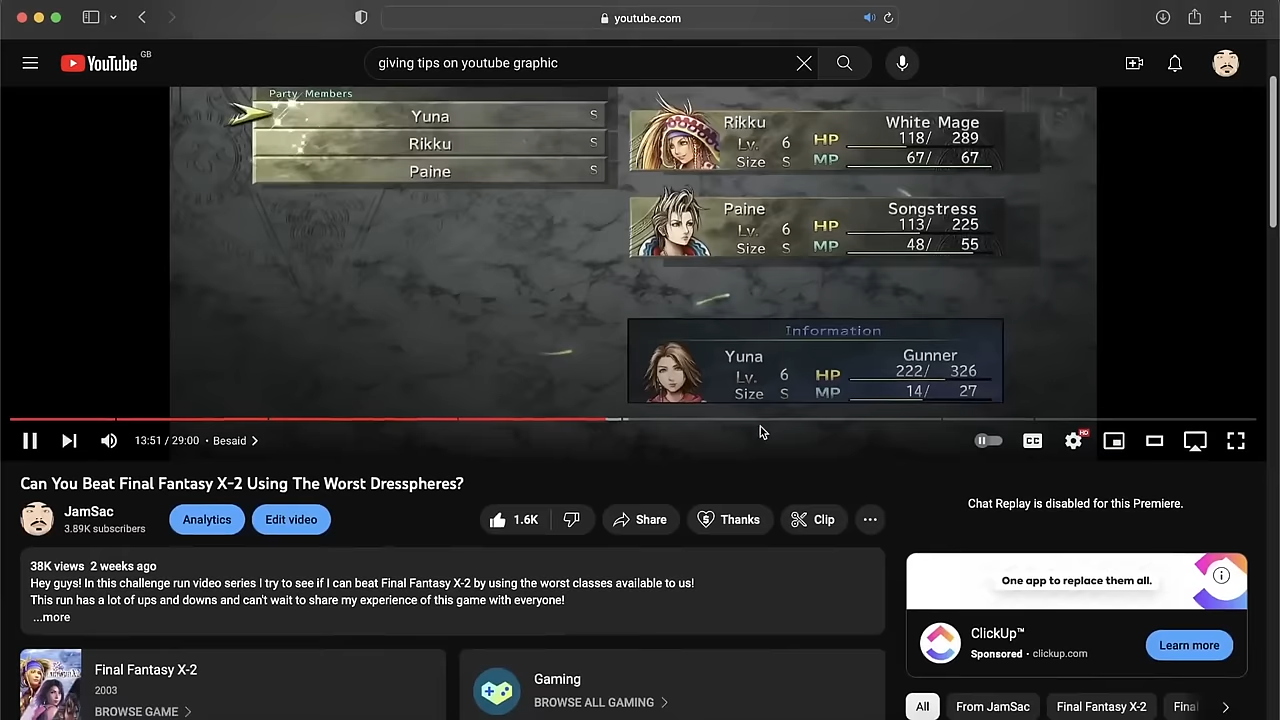 youtube.com
YouTube GB
giving tips on youtube graphic
Party Members
Yuna S
Rikku S
Paine S
Rikku White Mage
Lv. 6 HP 118/ 289
Size S MP 67/ 67
Paine Songstress
Lv. 6 HP 113/ 225
Size S MP 48/ 55
Information
Yuna Gunner
Lv. 6 HP 222/ 326
Size S MP 14/ 27
13:51 / 29:00 • Besaid
CC
HD
Can You Beat Final Fantasy X-2 Using The Worst Dresspheres?
JamSac
3.89K subscribers
Analytics
Edit video
1.6K
Share
Thanks
Clip
Chat Replay is disabled for this Premiere.
38K views 2 weeks ago
Hey guys! In this challenge run video series I try to see if I can beat Final Fantasy X-2 by using the worst classes available to us!
This run has a lot of ups and downs and can't wait to share my experience of this game with everyone!
...more
One app to replace them all.
ClickUp™
Sponsored • clickup.com
Learn more
Final Fantasy X-2
2003
BROWSE GAME
Gaming
BROWSE ALL GAMING
All
From JamSac
Final Fantasy X-2
Final